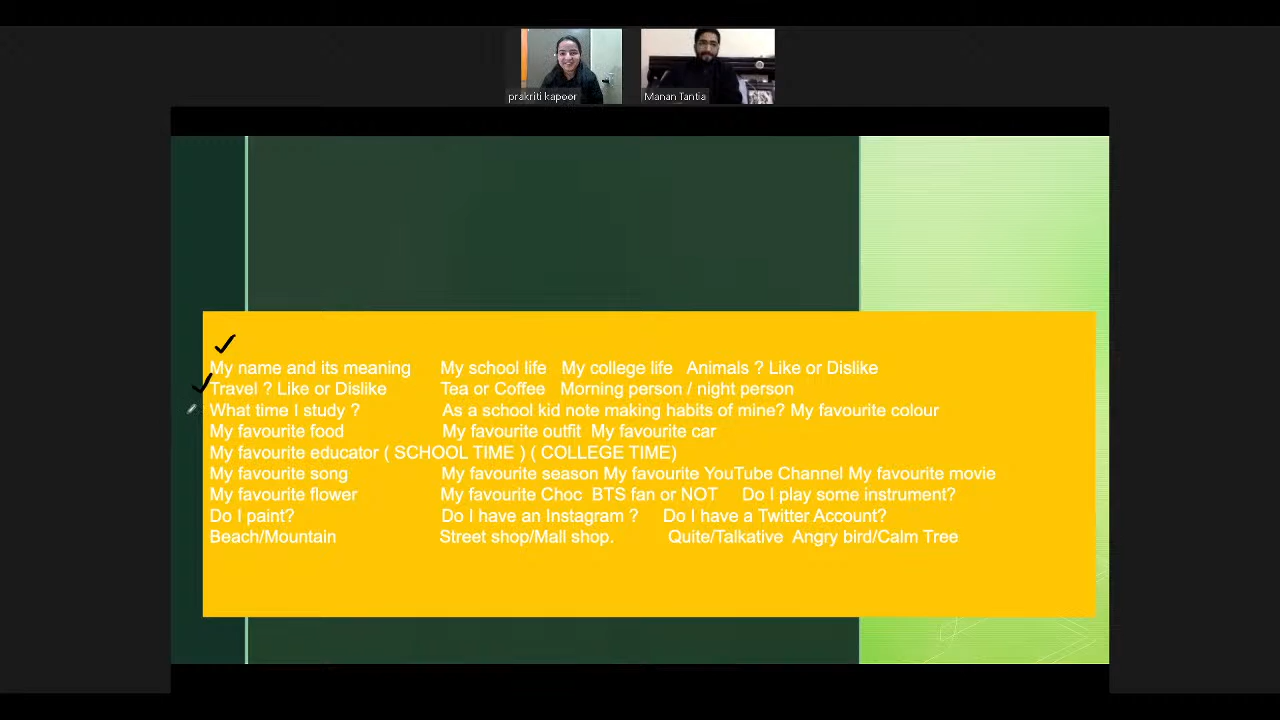 prakriti kapoor
Manan Tantia
My name and its meaning My school life My college life Animals ? Like or Dislike
Travel ? Like or Dislike Tea or Coffee Morning person / night person
What time I study ? As a school kid note making habits of mine? My favourite colour
My favourite food My favourite outfit My favourite car
My favourite educator ( SCHOOL TIME ) ( COLLEGE TIME)
My favourite song My favourite season My favourite YouTube Channel My favourite movie
My favourite flower My favourite Choc BTS fan or NOT Do I play some instrument?
Do I paint? Do I have an Instagram ? Do I have a Twitter Account?
Beach/Mountain Street shop/Mall shop. Quite/Talkative Angry bird/Calm Tree